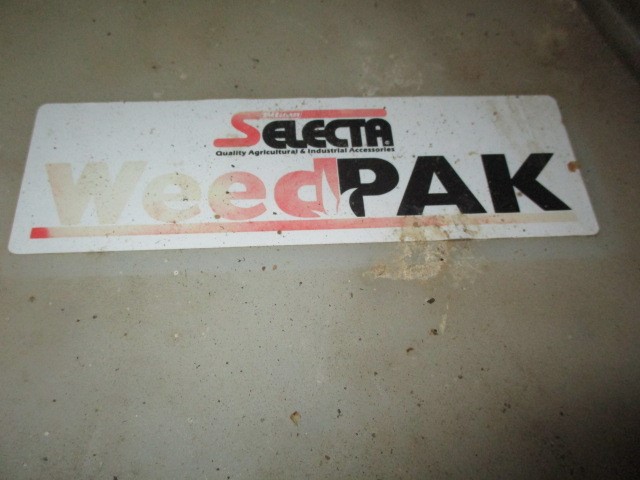 SELECTA
Quality Agricultural & Industrial Accessories
WeedPAK